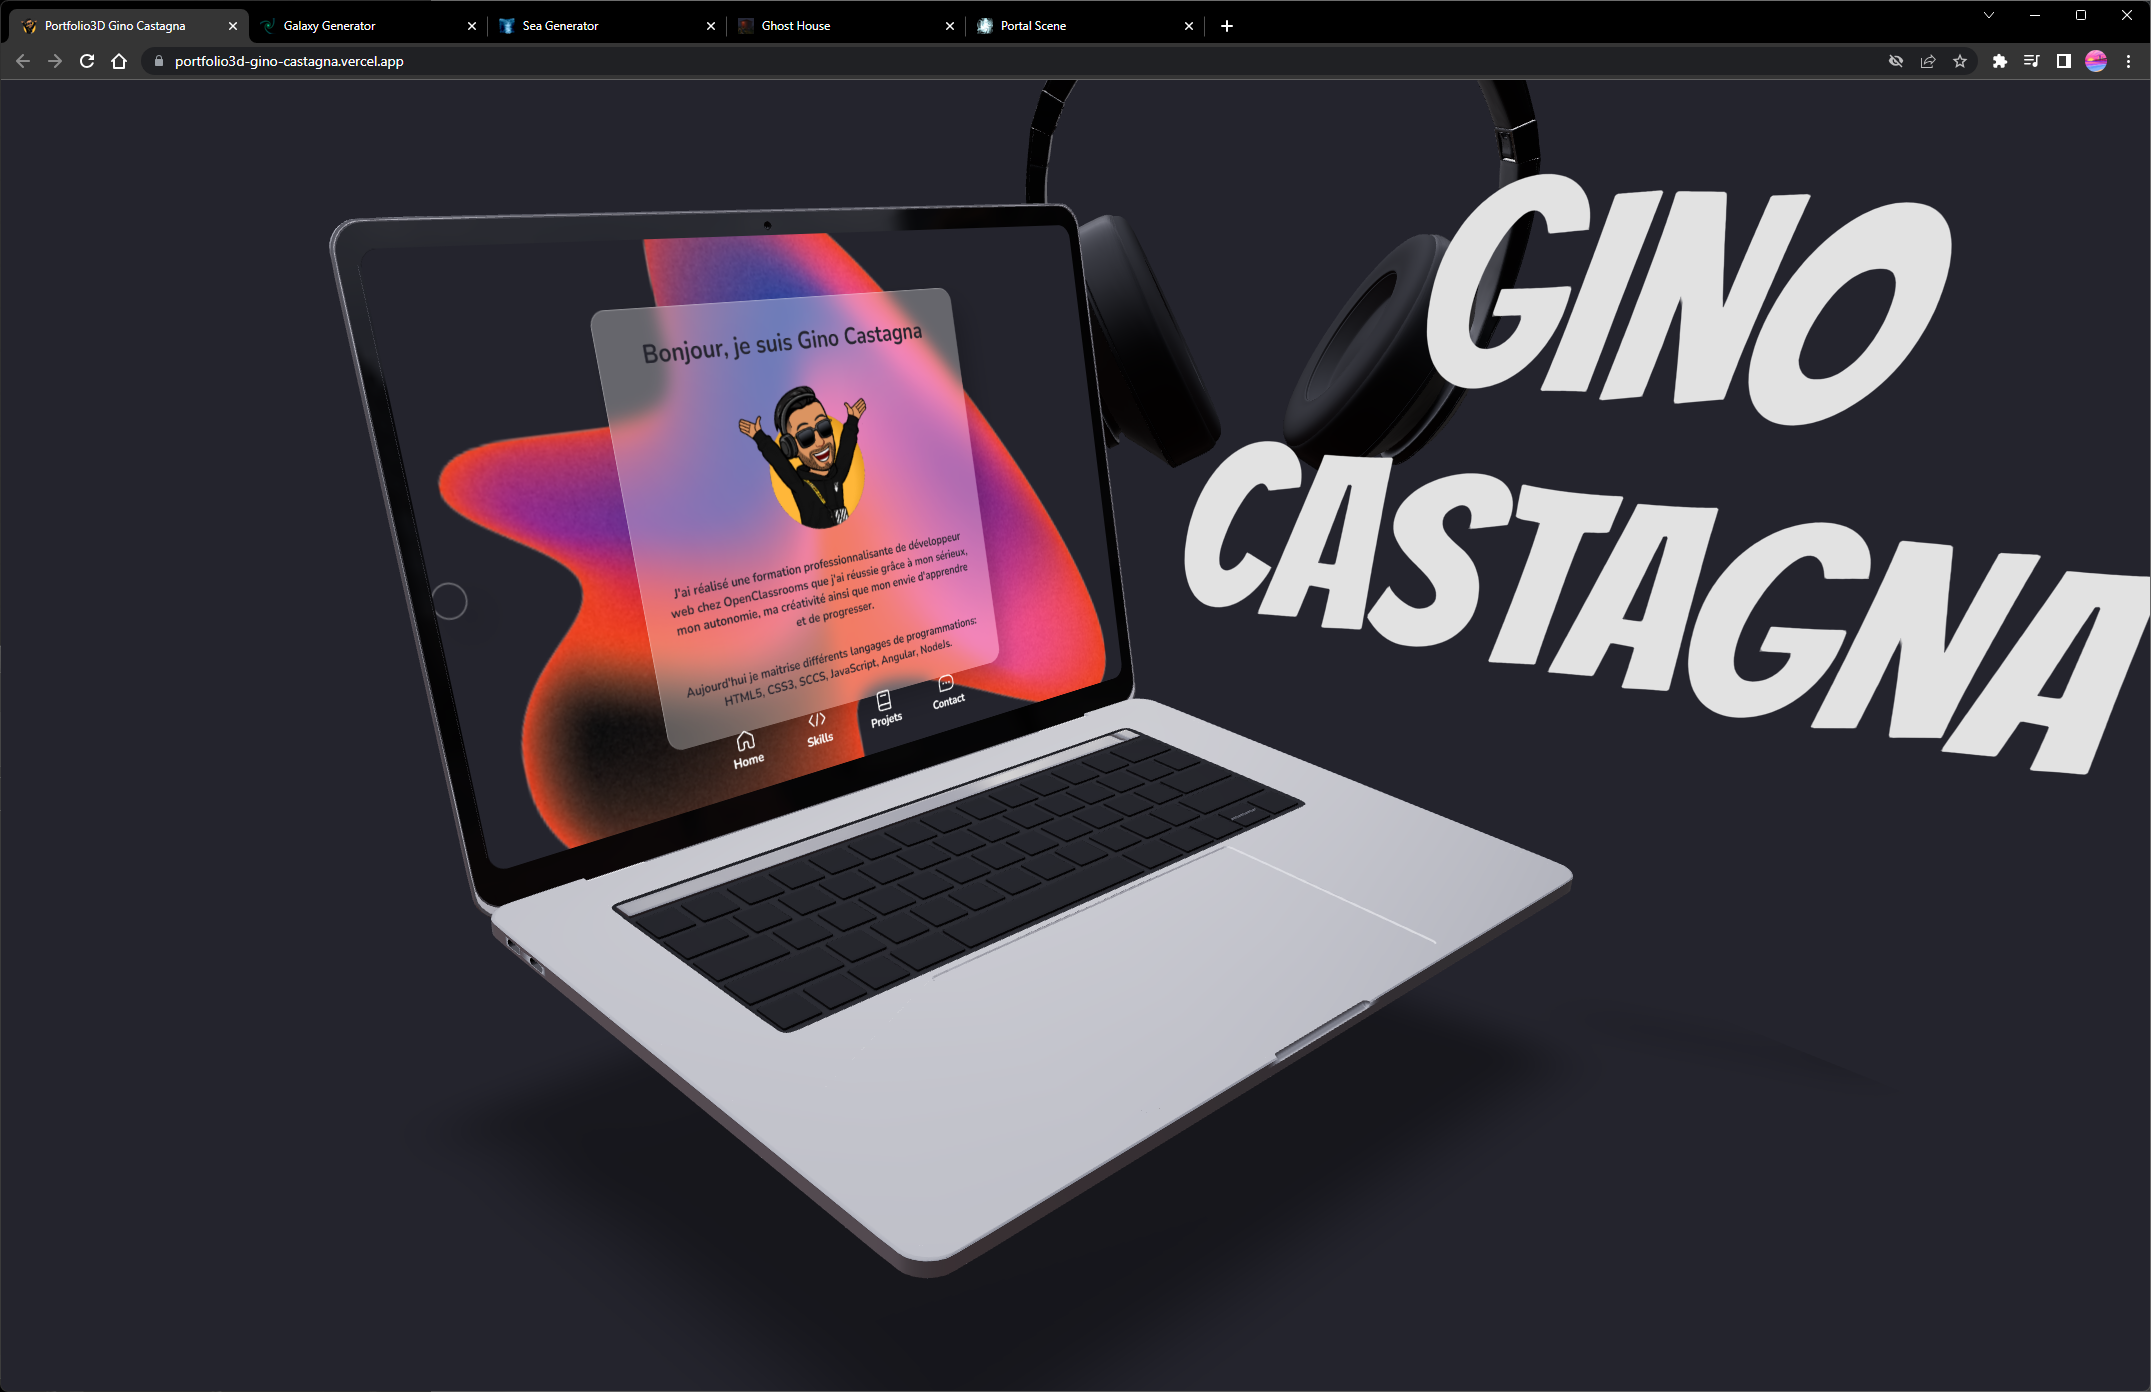 Portfolio3D Gino Castagna
Galaxy Generator
Sea Generator
Ghost House
Portal Scene
portfolio3d-gino-castagna.vercel.app
GINO
CASTAGNA
Bonjour, je suis Gino Castagna
J'ai réalisé une formation professionnalisante de développeur
web chez OpenClassrooms que j'ai réussie grâce à mon sérieux,
mon autonomie, ma créativité ainsi que mon envie d'apprendre
et de progresser.
Aujourd'hui je maitrise différents langages de programmations:
HTML5, CSS3, SCCS, JavaScript, Angular, NodeJs.
Home
Skills
Projets
Contact